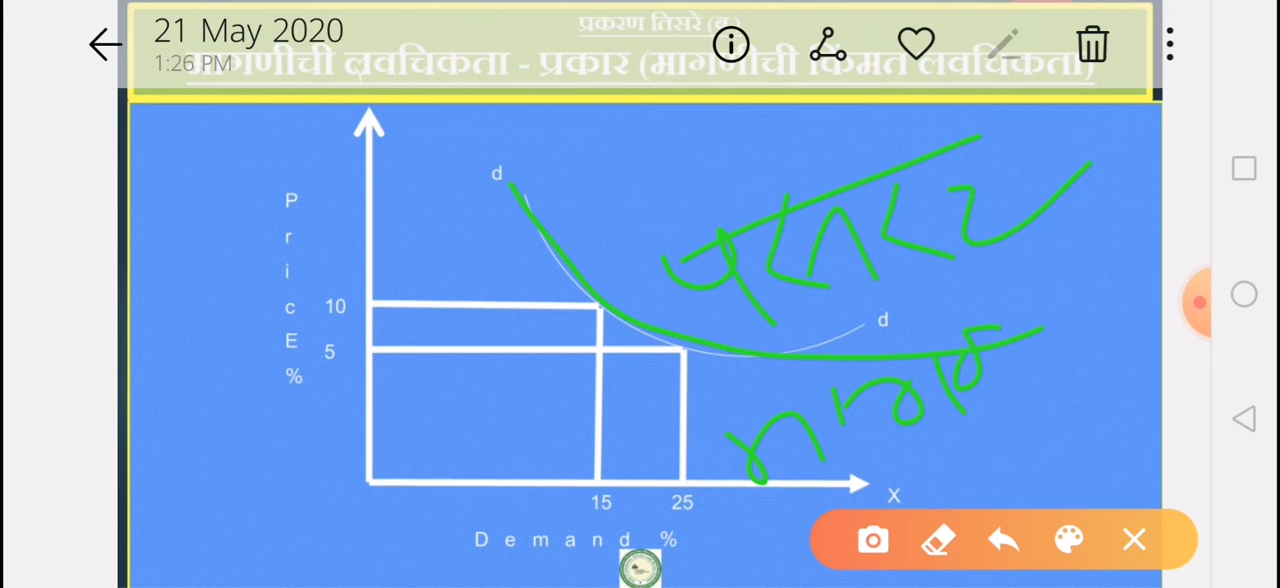 21 May 2020
1:26 PM
प्रकरण तिसरे (ब )
मागणीची लवचिकता - प्रकार (मागणीची किंमत लवचिकता)
d
P
r
i
c
E
%
10
5
d
15
25
X
Demand %